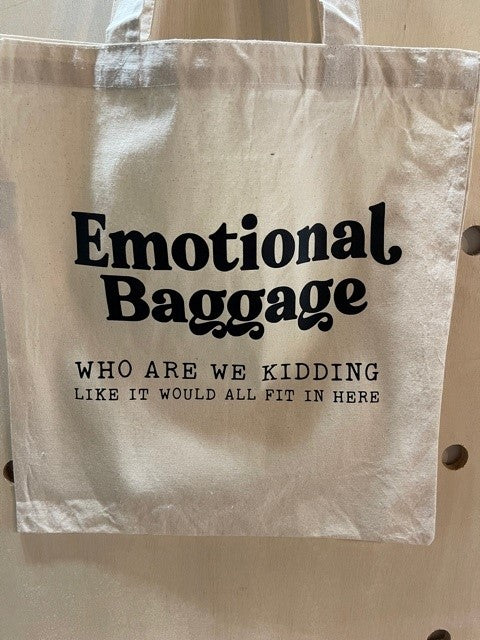 Emotional
Baggage
WHO ARE WE KIDDING
LIKE IT WOULD ALL FIT IN HERE